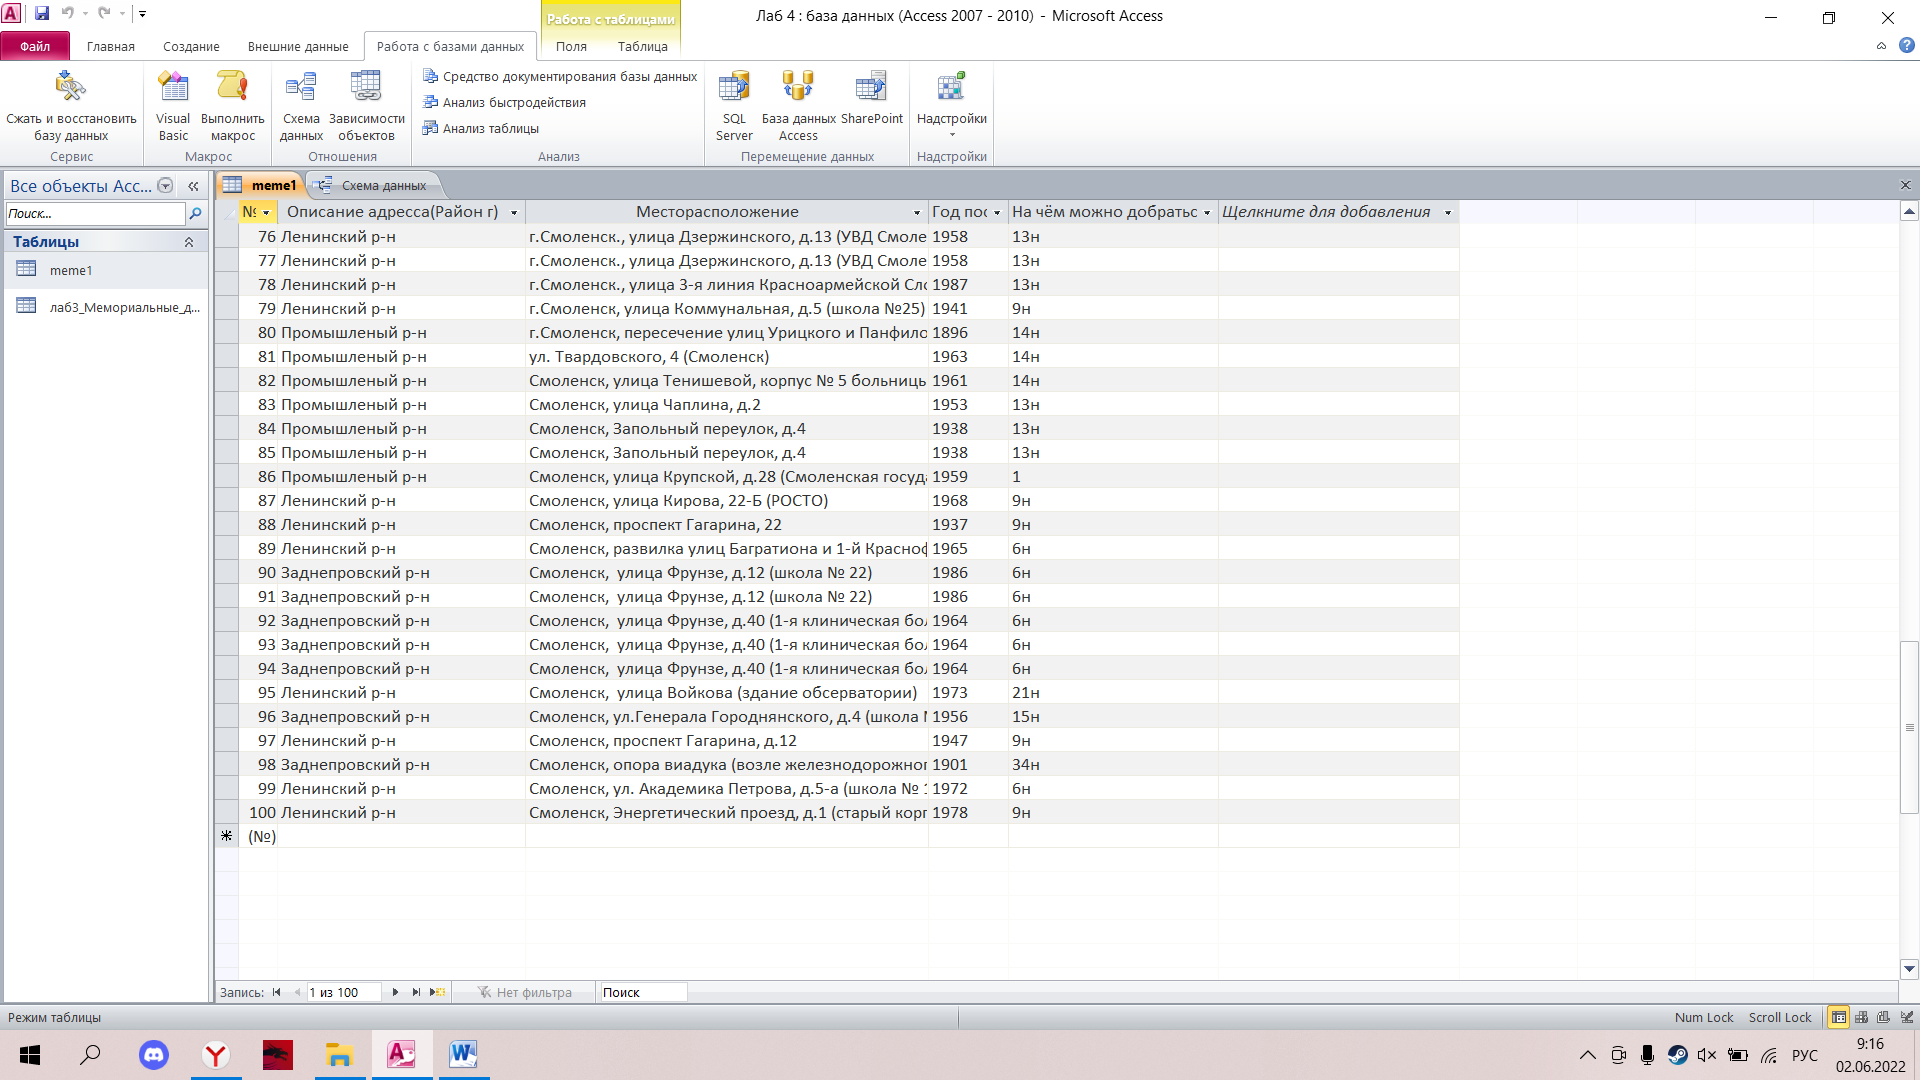 Лаб 4 : база данных (Access 2007 - 2010) - Microsoft Access
Работа с таблицами
Файл Главная Создание Внешние данные Работа с базами данных Поля Таблица
Сжать и восстановить базу данных
Visual Basic
Выполнить макрос
Схема данных
Зависимости объектов
Средство документирования базы данных
Анализ быстродействия
Анализ таблицы
SQL Server
База данных Access
SharePoint
Надстройки
Сервис Макрос Отношения Анализ Перемещение данных Надстройки
Все объекты Acc...
Поиск...
Таблицы
meme1
лаб3_Мемориальные_д...
meme1 Схема данных
№ Описание адреса(Район г) Месторасположение Год пос На чём можно добратьс Щелкните для добавления
76 Ленинский р-н г.Смоленск., улица Дзержинского, д.13 (УВД Смоле 1958 13н
77 Ленинский р-н г.Смоленск., улица Дзержинского, д.13 (УВД Смоле 1958 13н
78 Ленинский р-н г.Смоленск., улица 3-я линия Красноармейской Сло 1987 13н
79 Ленинский р-н г.Смоленск, улица Коммунальная, д.5 (школа №25) 1941 9н
80 Промышленый р-н г.Смоленск, пересечение улиц Урицкого и Панфило 1896 14н
81 Промышленый р-н ул. Твардовского, 4 (Смоленск) 1963 14н
82 Промышленый р-н Смоленск, улица Тенишевой, корпус № 5 больницы 1961 14н
83 Промышленый р-н Смоленск, улица Чаплина, д.2 1953 13н
84 Промышленый р-н Смоленск, Запольный переулок, д.4 1938 13н
85 Промышленый р-н Смоленск, Запольный переулок, д.4 1938 13н
86 Промышленый р-н Смоленск, улица Крупской, д.28 (Смоленская госуда 1959 1
87 Ленинский р-н Смоленск, улица Кирова, 22-Б (РОСТО) 1968 9н
88 Ленинский р-н Смоленск, проспект Гагарина, 22 1937 9н
89 Ленинский р-н Смоленск, развилка улиц Багратиона и 1-й Красноф 1965 6н
90 Заднепровский р-н Смоленск, улица Фрунзе, д.12 (школа № 22) 1986 6н
91 Заднепровский р-н Смоленск, улица Фрунзе, д.12 (школа № 22) 1986 6н
92 Заднепровский р-н Смоленск, улица Фрунзе, д.40 (1-я клиническая бол 1964 6н
93 Заднепровский р-н Смоленск, улица Фрунзе, д.40 (1-я клиническая бол 1964 6н
94 Заднепровский р-н Смоленск, улица Фрунзе, д.40 (1-я клиническая бол 1964 6н
95 Ленинский р-н Смоленск, улица Войкова (здание обсерватории) 1973 21н
96 Заднепровский р-н Смоленск, ул.Генерала Городнянского, д.4 (школа 1956 15н
97 Ленинский р-н Смоленск, проспект Гагарина, д.12 1947 9н
98 Заднепровский р-н Смоленск, опора виадука (возле железнодорожног 1901 34н
99 Ленинский р-н Смоленск, ул. Академика Петрова, д.5-а (школа № 1972 6н
100 Ленинский р-н Смоленск, Энергетический проезд, д.1 (старый корп 1978 9н
(№)
Запись: 1 из 100 Нет фильтра Поиск
Режим таблицы Num Lock Scroll Lock
РУС 9:16
02.06.2022